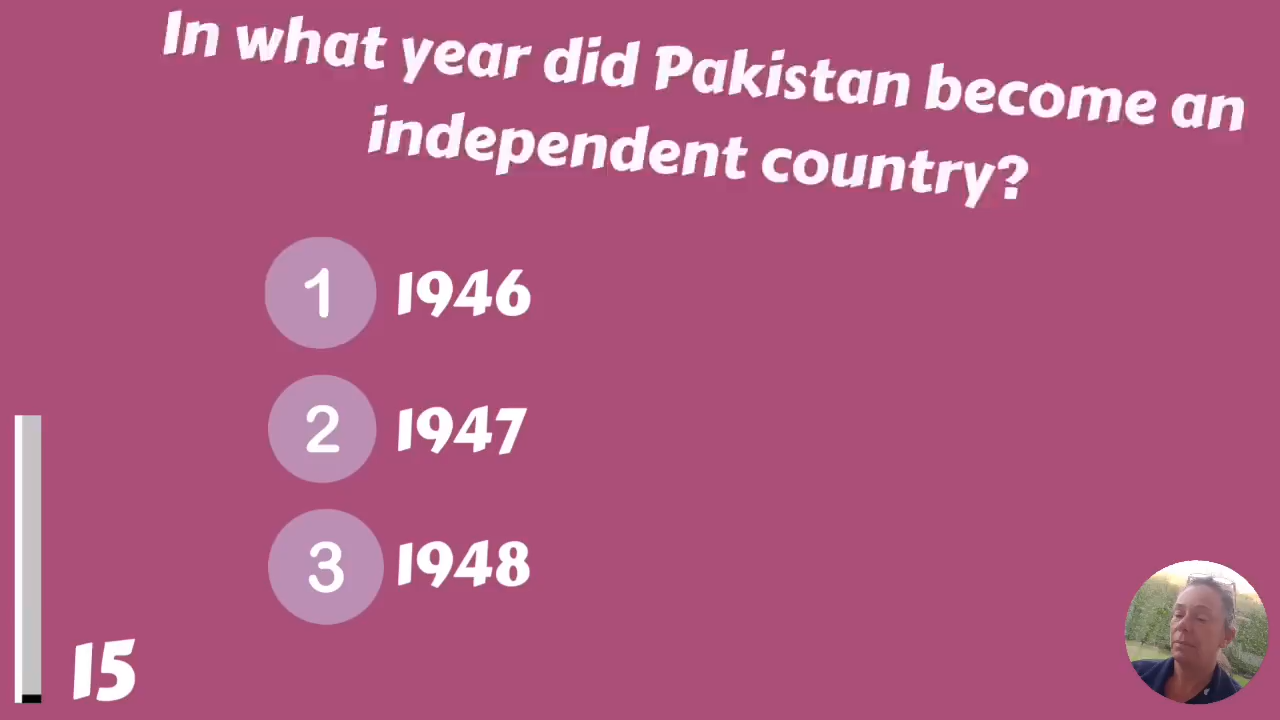 In what year did Pakistan become an
independent country?
1 1946
2 1947
3 1948
15